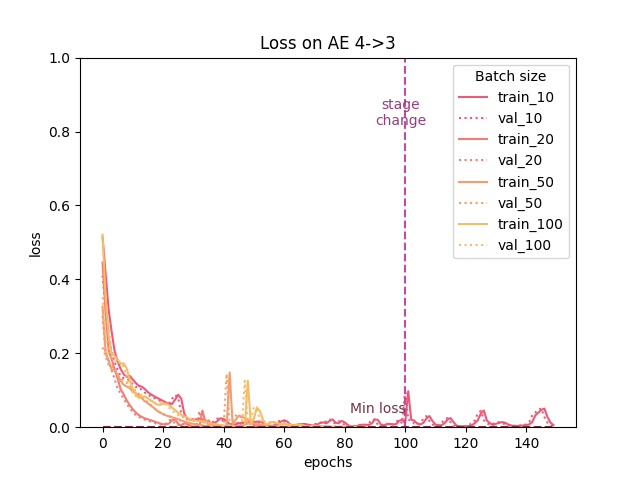 Loss on AE 4->3
1.0
0.8
0.6
0.4
0.2
0.0
loss
stage
change
Min loss
Batch size
train_10
val_10
train_20
val_20
train_50
val_50
train_100
val_100
0 20 40 60 80 100 120 140
epochs